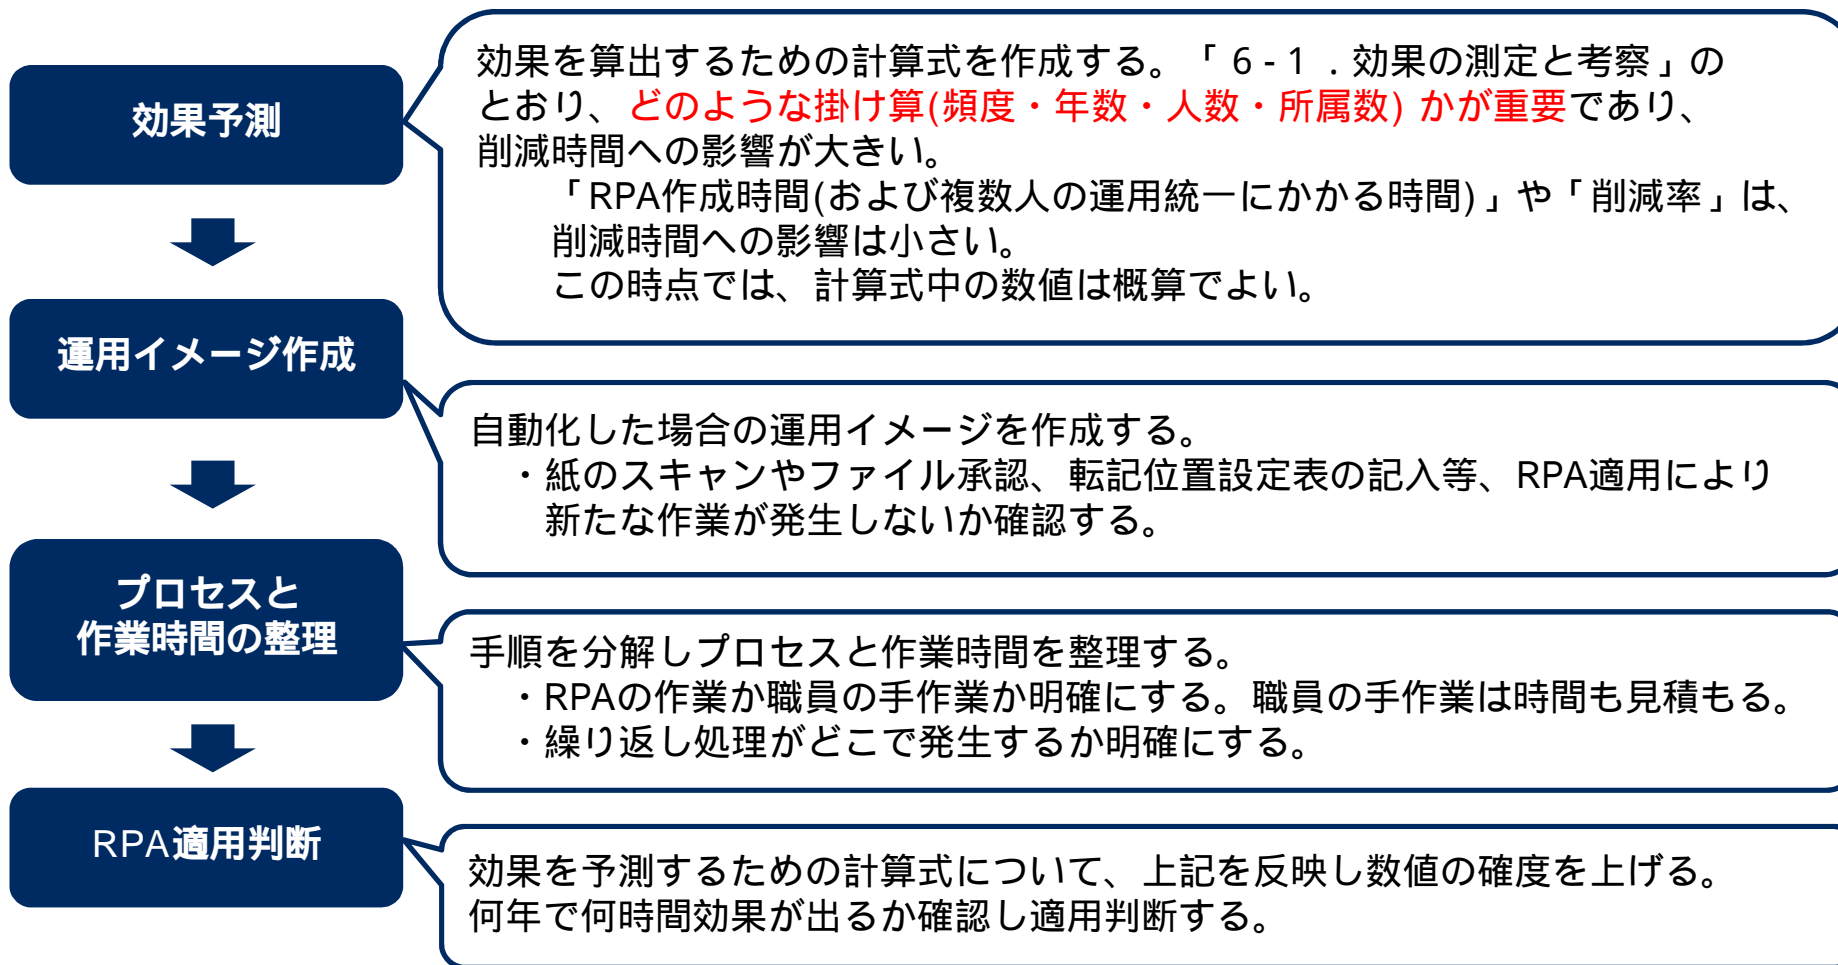 効果予測
効果を算出するための計算式を作成する。「６-１．効果の測定と考察」の
とおり、どのような掛け算(頻度・年数・人数・所属数) かが重要であり、
削減時間への影響が大きい。
「RPA作成時間(および複数人の運用統一にかかる時間)」や「削減率」は、
削減時間への影響は小さい。
この時点では、計算式中の数値は概算でよい。
運用イメージ作成
自動化した場合の運用イメージを作成する。
・紙のスキャンやファイル承認、転記位置設定表の記入等、RPA適用により
新たな作業が発生しないか確認する。
プロセスと
作業時間の整理
手順を分解しプロセスと作業時間を整理する。
・RPAの作業か職員の手作業か明確にする。職員の手作業は時間も見積もる。
・繰り返し処理がどこで発生するか明確にする。
RPA適用判断
効果を予測するための計算式について、上記を反映し数値の確度を上げる。
何年で何時間効果が出るか確認し適用判断する。